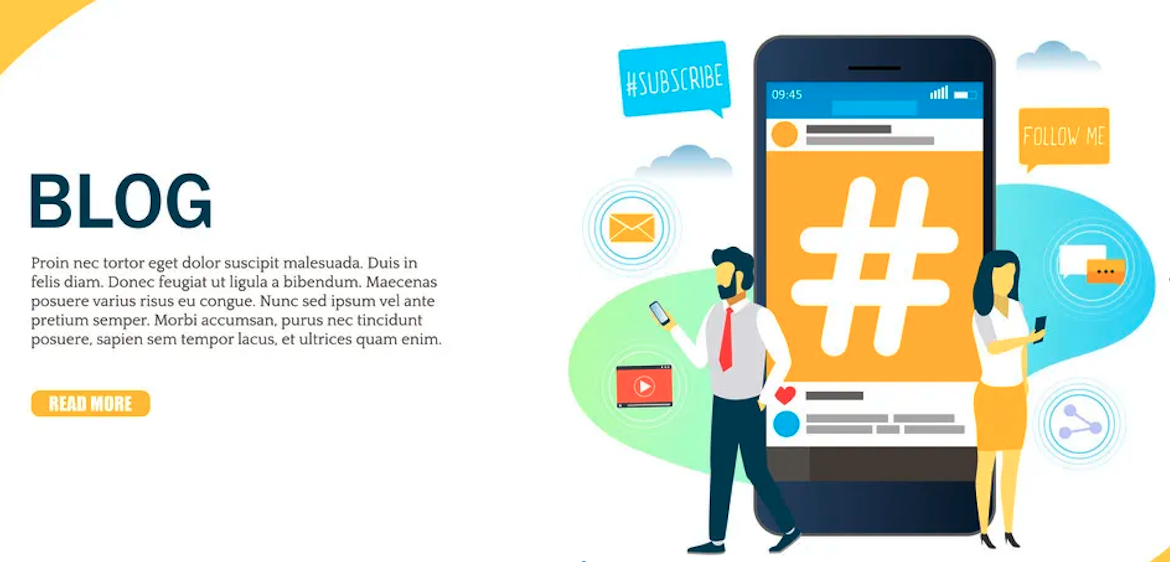 BLOG
Proin nec tortor eget dolor suscipit malesuada. Duis in
felis diam. Donec feugiat ut ligula a bibendum. Maecenas
posuere varius risus eu congue. Nunc sed ipsum vel ante
pretium semper. Morbi accumsan, purus nec tincidunt
posuere, sapien sem tempor lacus, et ultrices quam enim.
READ MORE
#SUBSCRIBE
09:45
#
FOLLOW ME